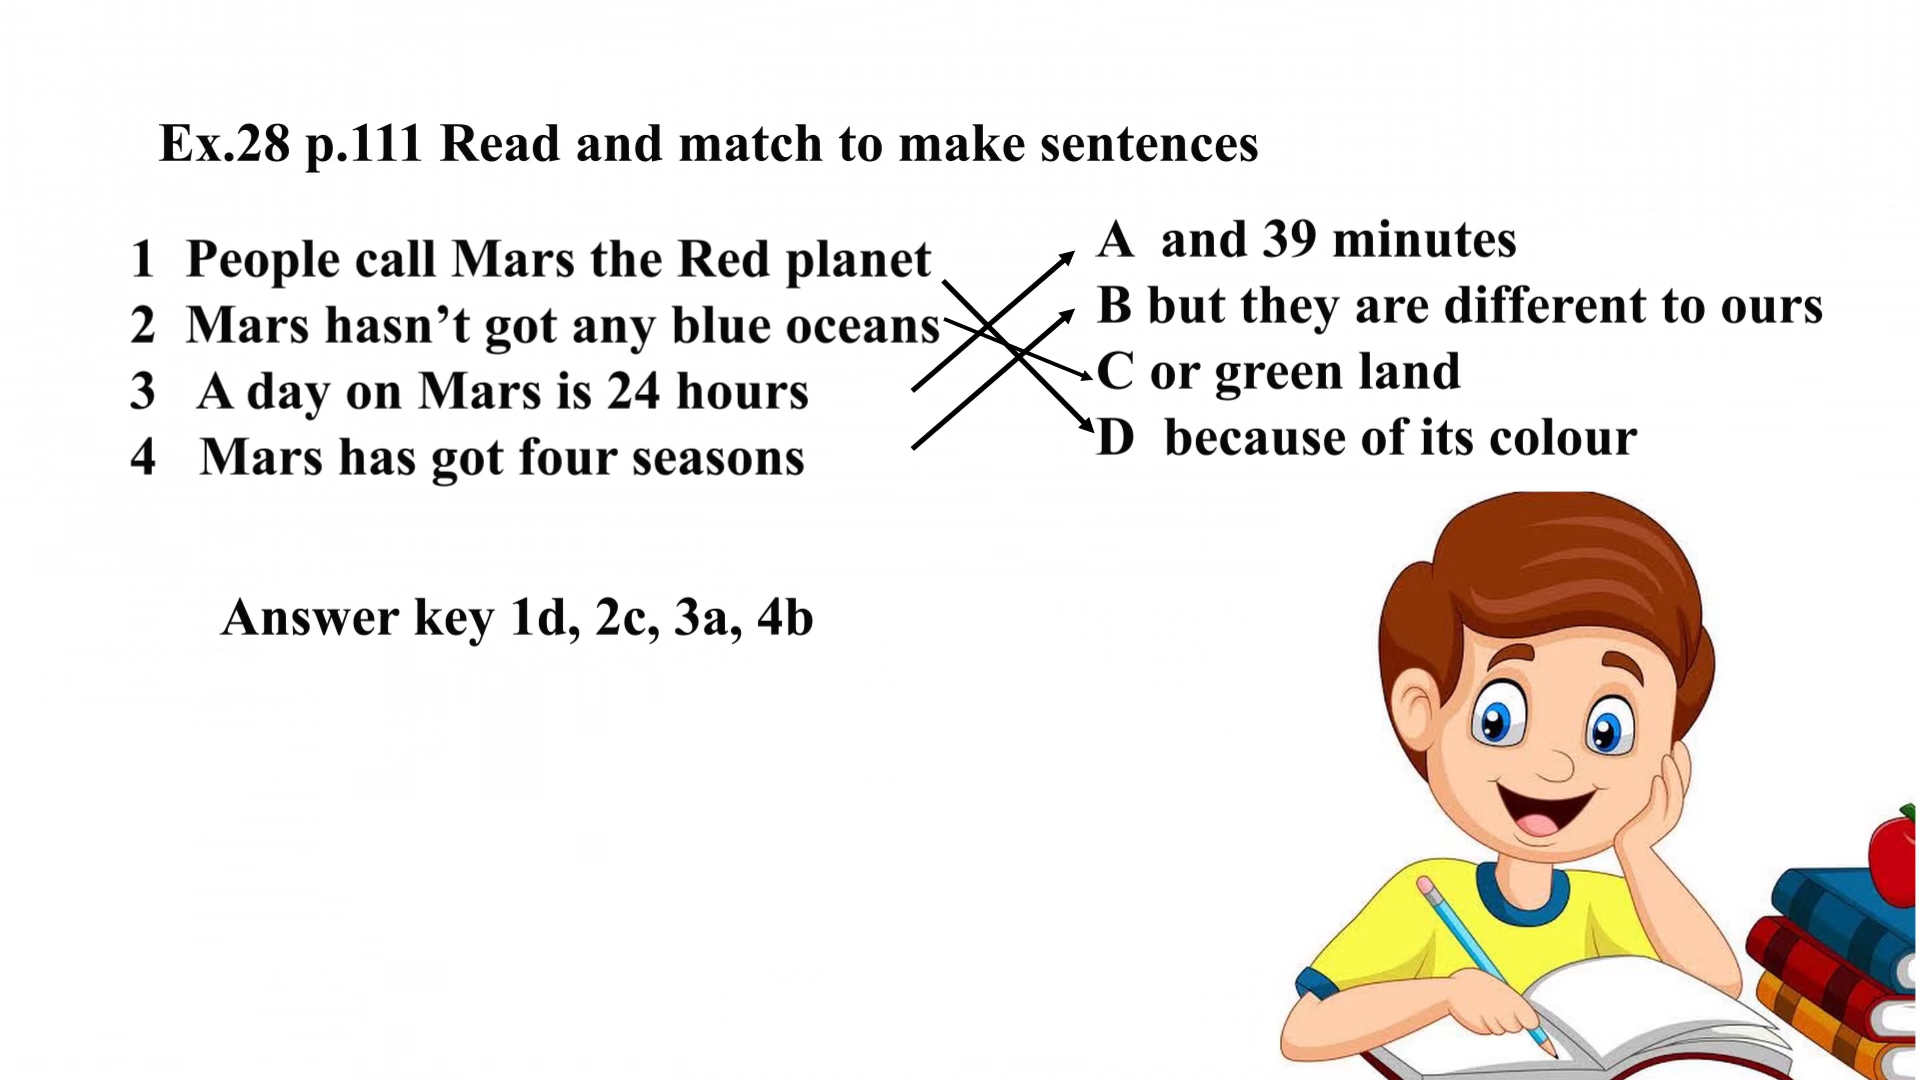 Ex.28 p.111 Read and match to make sentences
1 People call Mars the Red planet
2 Mars hasn’t got any blue oceans
3 A day on Mars is 24 hours
4 Mars has got four seasons
A and 39 minutes
B but they are different to ours
C or green land
D because of its colour
Answer key 1d, 2c, 3a, 4b